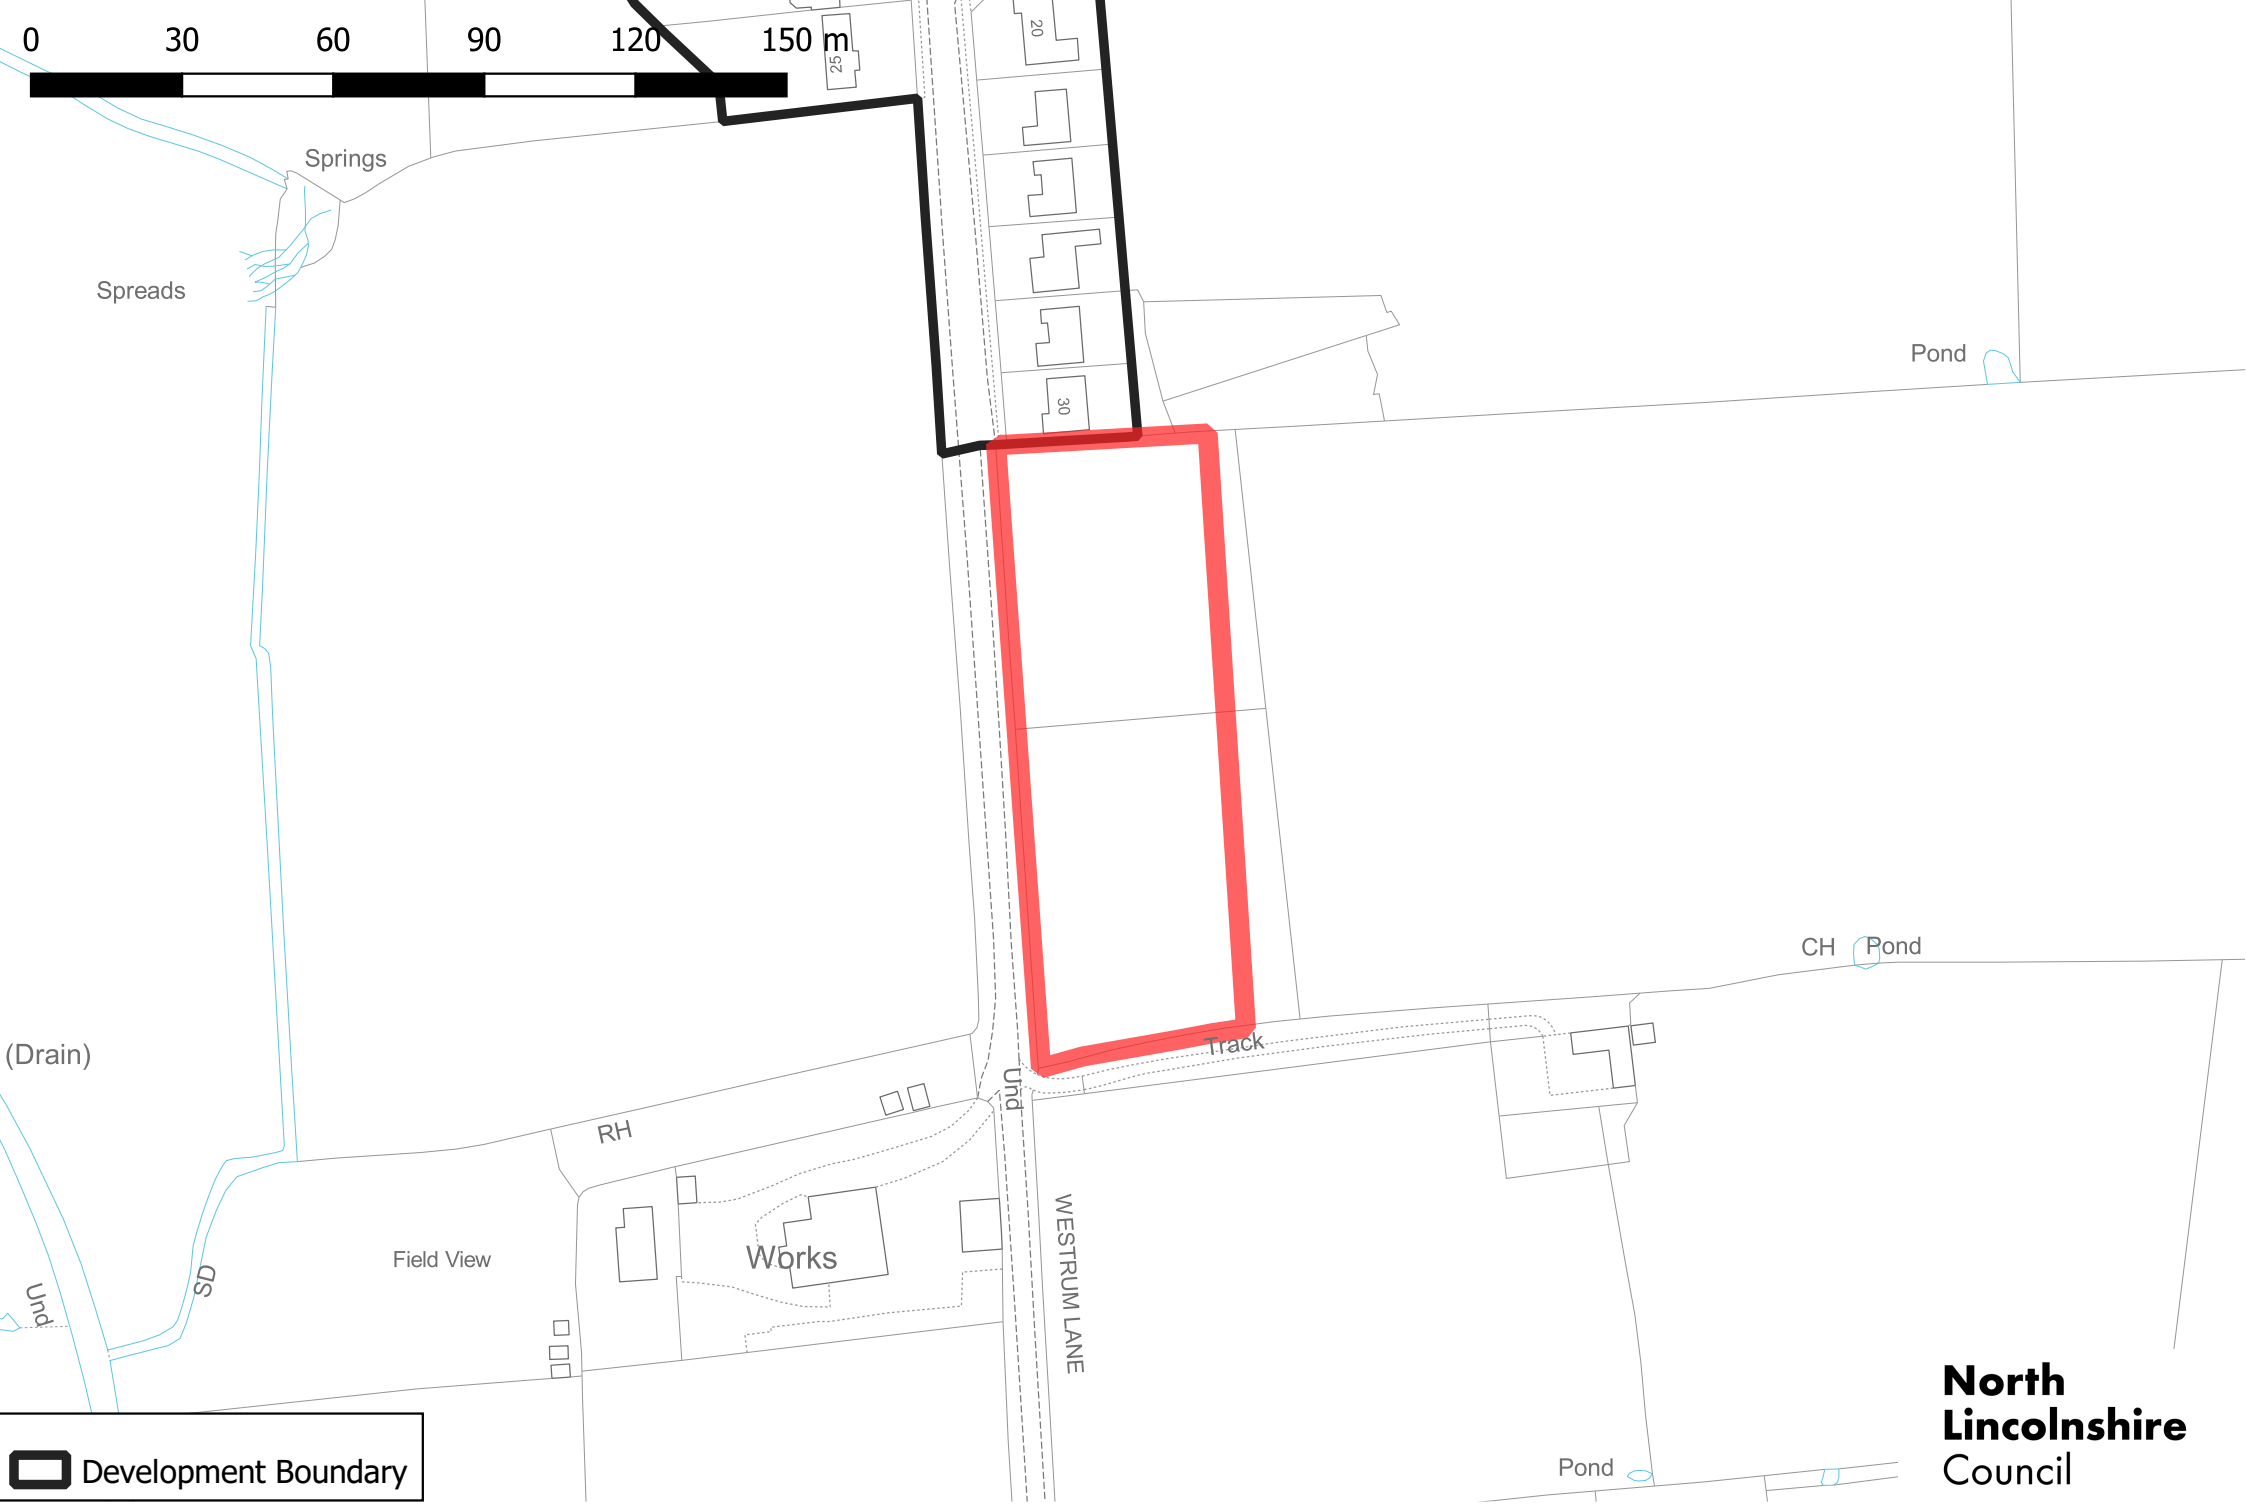 0 30 60 90 120 150 m
25
20
Springs
Spreads
30
Pond
CH Pond
(Drain)
Track
Und
RH
WESTRUM LANE
Works
Field View
SD
Und
Pond
Development Boundary
North
Lincolnshire
Council